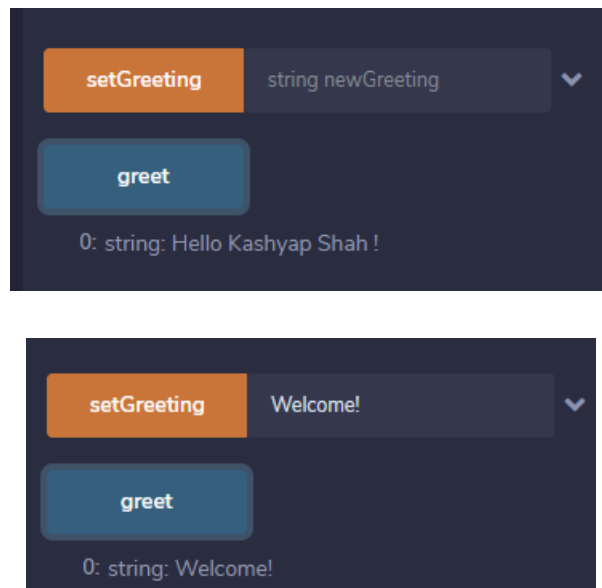 setGreeting string newGreeting
greet
0: string: Hello Kashyap Shah !
setGreeting Welcome!
greet
0: string: Welcome!